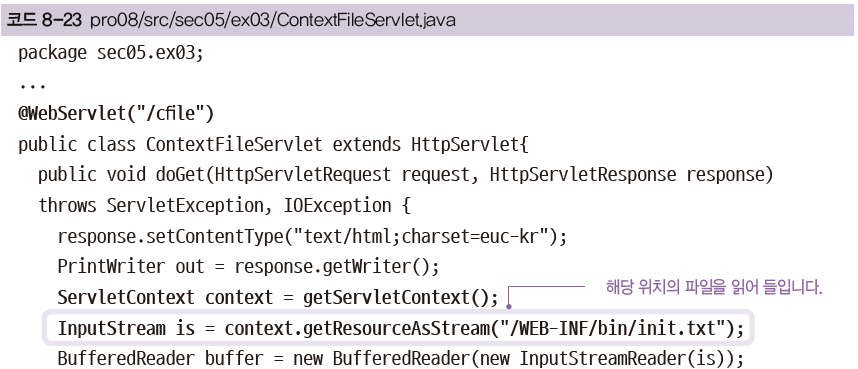 코드 8-23 pro08/src/sec05/ex03/ContextFileServlet.java
package sec05.ex03;
...
@WebServlet("/cfile")
public class ContextFileServlet extends HttpServlet{
public void doGet(HttpServletRequest request, HttpServletResponse response)
throws ServletException, IOException {
response.setContentType("text/html;charset=euc-kr");
PrintWriter out = response.getWriter();
ServletContext context = getServletContext();
해당 위치의 파일을 읽어 들입니다.
InputStream is = context.getResourceAsStream("/WEB-INF/bin/init.txt");
BufferedReader buffer = new BufferedReader(new InputStreamReader(is));